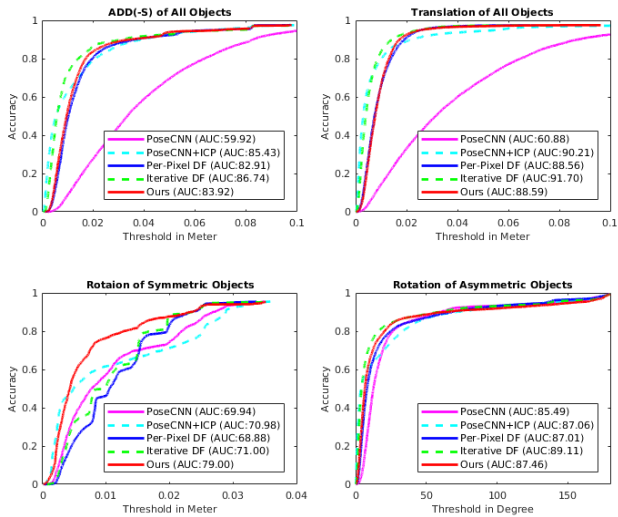 ADD(-S) of All Objects
Accuracy
1
0.8
0.6
0.4
0.2
0
PoseCNN (AUC:59.92)
PoseCNN+ICP (AUC:85.43)
Per-Pixel DF (AUC:82.91)
Iterative DF (AUC:86.74)
Ours (AUC:83.92)
0 0.02 0.04 0.06 0.08 0.1
Threshold in Meter
Translation of All Objects
Accuracy
1
0.8
0.6
0.4
0.2
0
PoseCNN (AUC:60.88)
PoseCNN+ICP (AUC:90.21)
Per-Pixel DF (AUC:88.56)
Iterative DF (AUC:91.70)
Ours (AUC:88.59)
0 0.02 0.04 0.06 0.08 0.1
Threshold in Meter
Rotaion of Symmetric Objects
Accuracy
1
0.8
0.6
0.4
0.2
0
PoseCNN (AUC:69.94)
PoseCNN+ICP (AUC:70.98)
Per-Pixel DF (AUC:68.88)
Iterative DF (AUC:71.00)
Ours (AUC:79.00)
0 0.01 0.02 0.03 0.04
Threshold in Meter
Rotation of Asymmetric Objects
Accuracy
1
0.8
0.6
0.4
0.2
0
PoseCNN (AUC:85.49)
PoseCNN+ICP (AUC:87.06)
Per-Pixel DF (AUC:87.01)
Iterative DF (AUC:89.11)
Ours (AUC:87.46)
0 50 100 150
Threshold in Degree